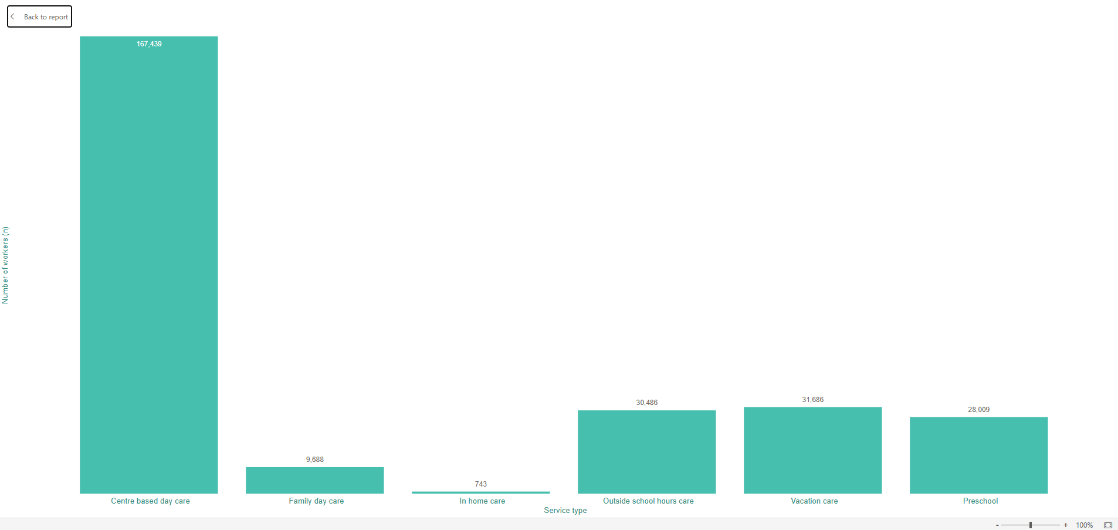 Back to report
167,439
9,688
743
30,486
31,686
28,009
Number of workers (n)
Centre based day care
Family day care
In home care
Outside school hours care
Vacation care
Preschool
Service type
- + 100%